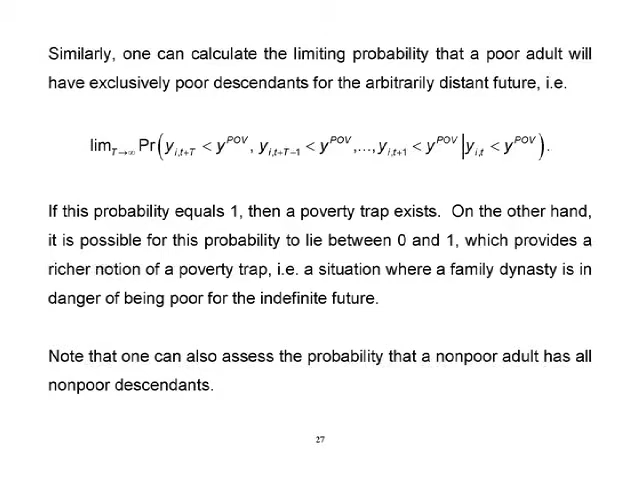 Similarly, one can calculate the limiting probability that a poor adult will
have exclusively poor descendants for the arbitrarily distant future, i.e.
lim_{T→∞} Pr(y_{i,t+T} < y^{POV}, y_{i,t+T−1} < y^{POV},..., y_{i,t+1} < y^{POV} | y_{i,t} < y^{POV}).
If this probability equals 1, then a poverty trap exists. On the other hand,
it is possible for this probability to lie between 0 and 1, which provides a
richer notion of a poverty trap, i.e. a situation where a family dynasty is in
danger of being poor for the indefinite future.
Note that one can also assess the probability that a nonpoor adult has all
nonpoor descendants.
27